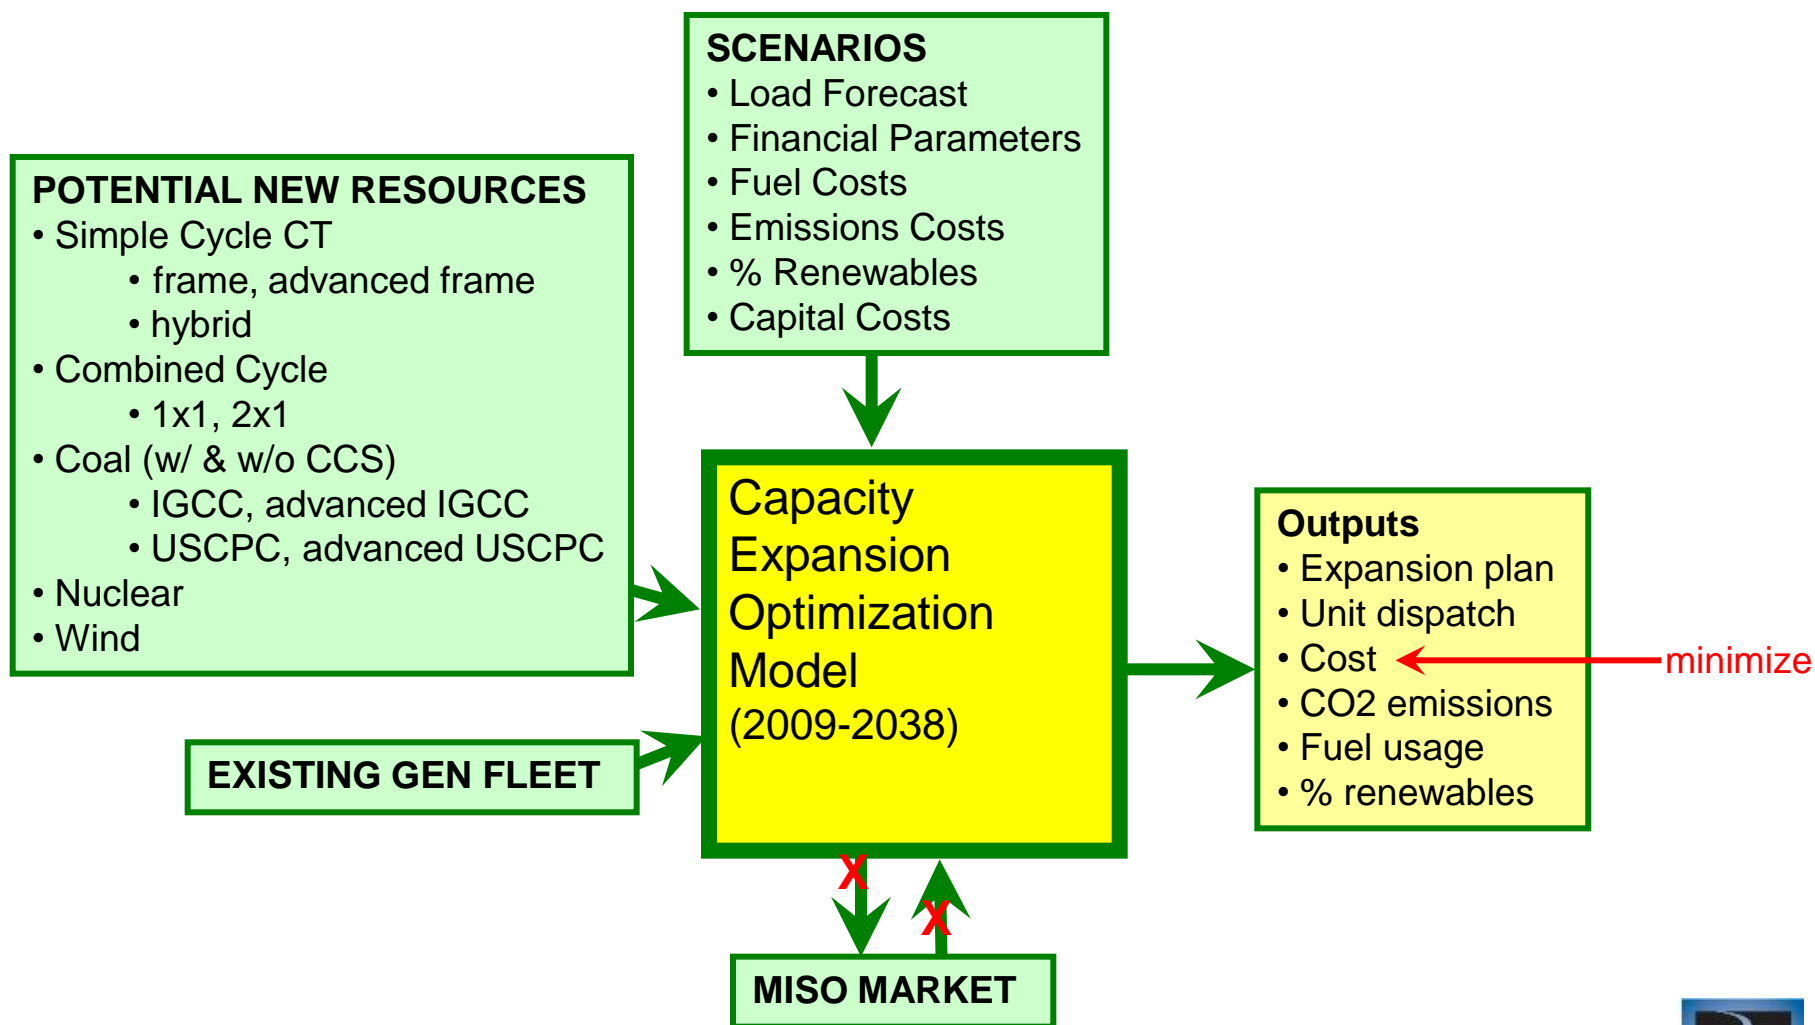 SCENARIOS
• Load Forecast
• Financial Parameters
• Fuel Costs
• Emissions Costs
• % Renewables
• Capital Costs
POTENTIAL NEW RESOURCES
• Simple Cycle CT
• frame, advanced frame
• hybrid
• Combined Cycle
• 1x1, 2x1
• Coal (w/ & w/o CCS)
• IGCC, advanced IGCC
• USCPC, advanced USCPC
• Nuclear
• Wind
EXISTING GEN FLEET
Capacity
Expansion
Optimization
Model
(2009-2038)
Outputs
• Expansion plan
• Unit dispatch
• Cost
• CO2 emissions
• Fuel usage
• % renewables
minimize
X
X
MISO MARKET